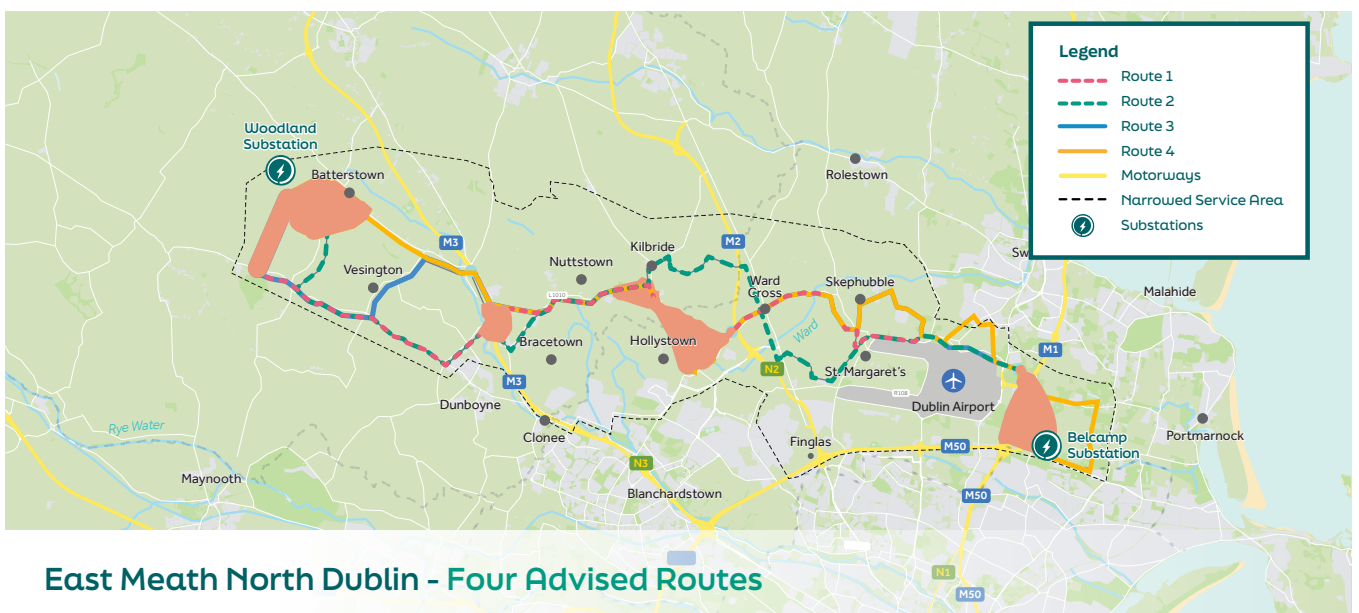 Legend
Route 1
Route 2
Route 3
Route 4
Motorways
Narrowed Service Area
Substations
Woodland
Substation
Batterstown
Rolestown
M3
M2
Kilbride
Sw
Vesington
Nuttstown
Ward
Cross
Skephubble
Malahide
L1010
Ward
Bracetown
Hollystown
M1
N2
St. Margaret's
M3
R108
Dunboyne
Dublin Airport
Clonee
Rye Water
Finglas
M50
Belcamp
Substation
Portmarnock
N3
Maynooth
Blanchardstown
M50
N1
M50
East Meath North Dublin - Four Advised Routes